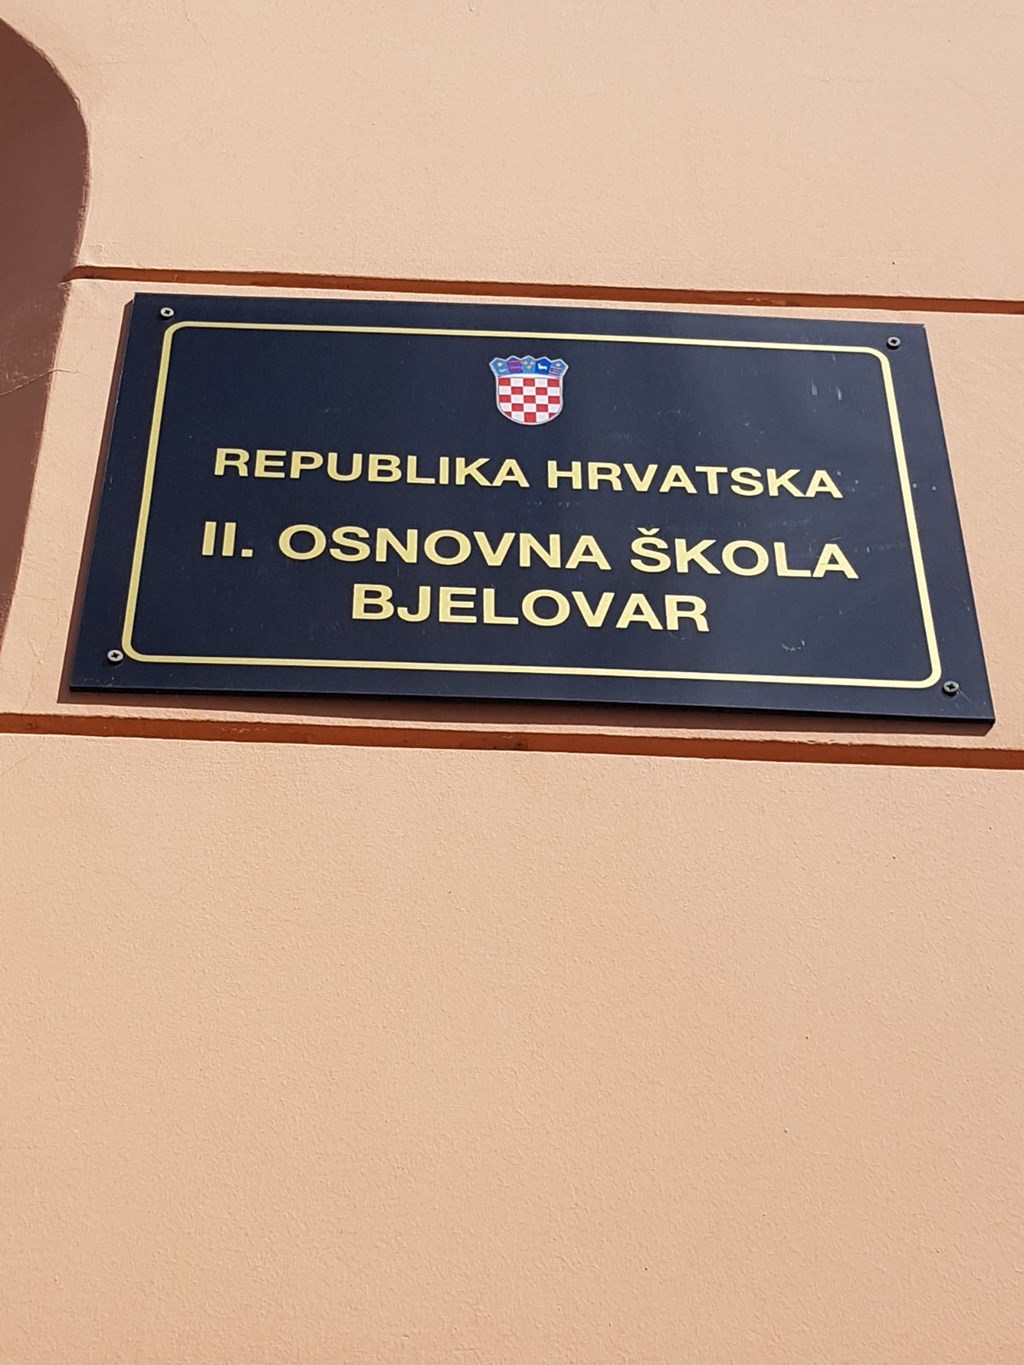 REPUBLIKA HRVATSKA
II. OSNOVNA ŠKOLA
BJELOVAR